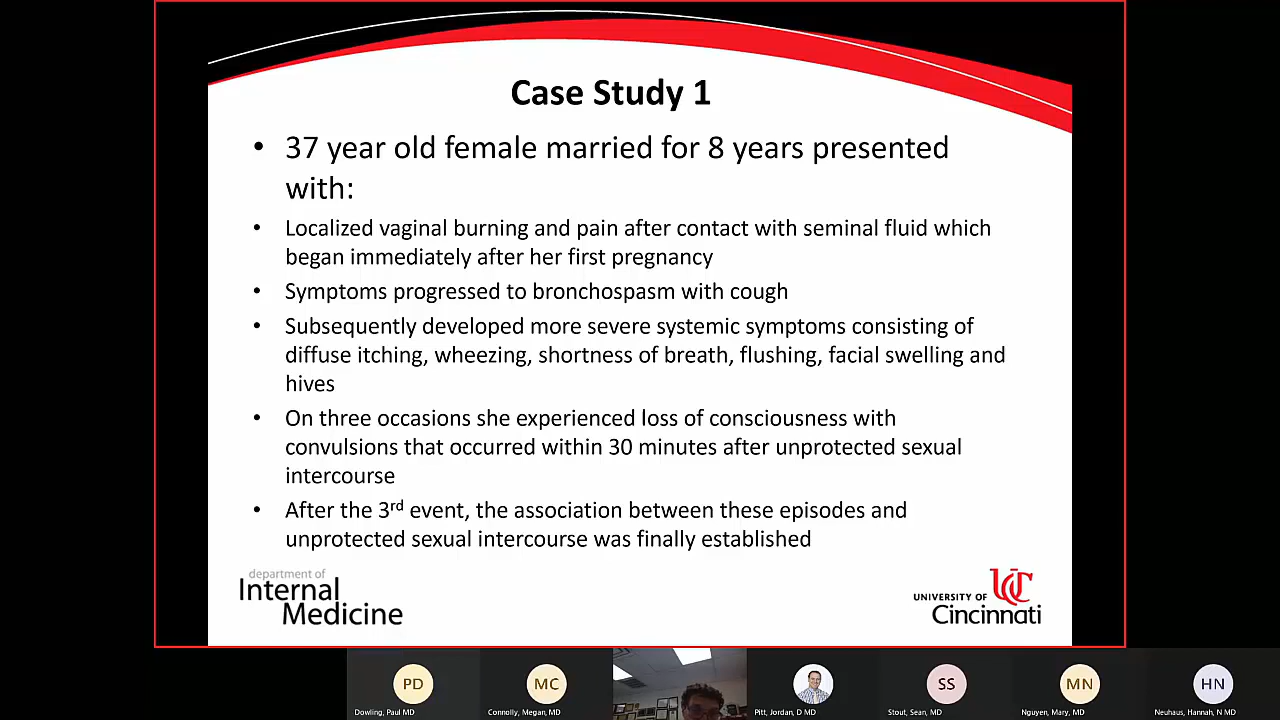 Case Study 1
• 37 year old female married for 8 years presented
with:
• Localized vaginal burning and pain after contact with seminal fluid which
began immediately after her first pregnancy
• Symptoms progressed to bronchospasm with cough
• Subsequently developed more severe systemic symptoms consisting of
diffuse itching, wheezing, shortness of breath, flushing, facial swelling and
hives
• On three occasions she experienced loss of consciousness with
convulsions that occurred within 30 minutes after unprotected sexual
intercourse
• After the 3rd event, the association between these episodes and
unprotected sexual intercourse was finally established
department of
Internal
Medicine
UC
UNIVERSITY OF
Cincinnati
PD
MC
SS
MN
HN
Dowling, Paul MD
Connolly, Megan, MD
Pitt, Jordan, D MD
Stout, Sean, MD
Nguyen, Mary, MD
Neuhaus, Hannah, N MD